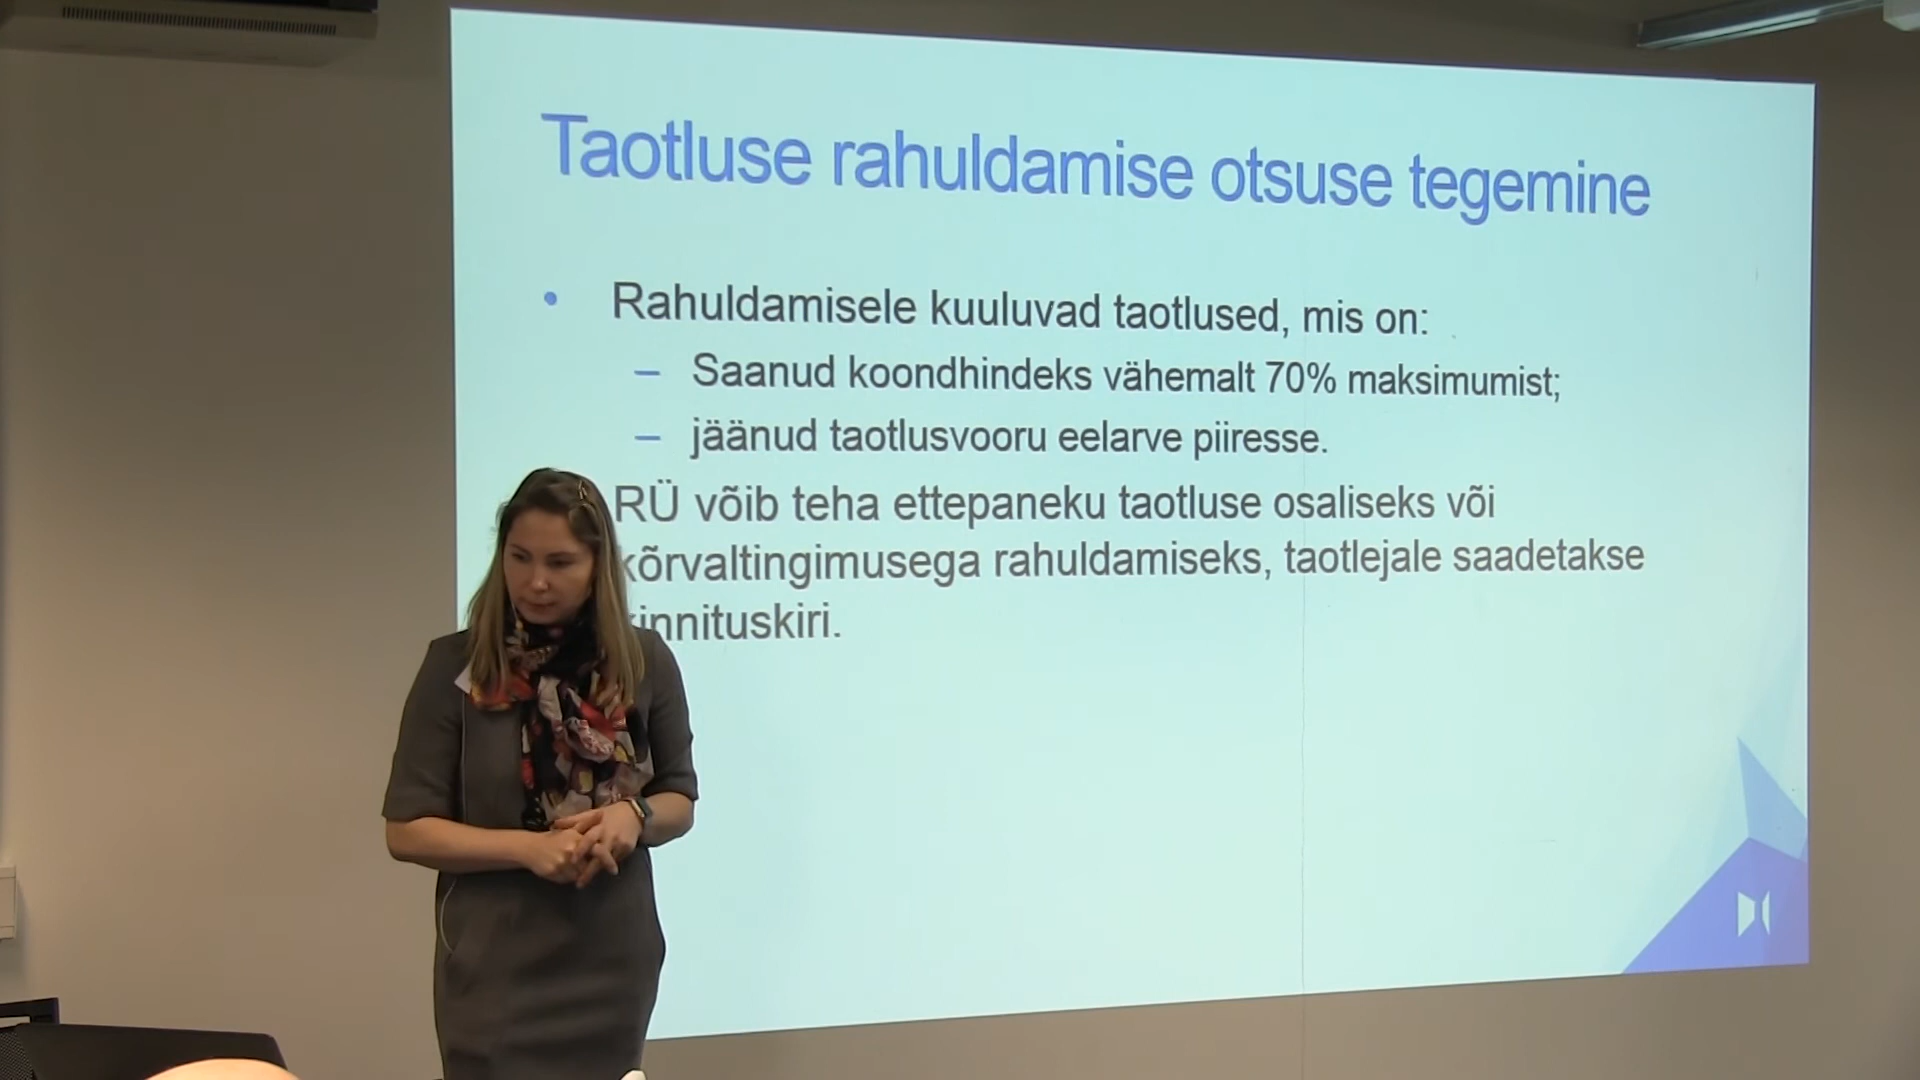 Taotluse rahuldamise otsuse tegemine
• Rahuldamisele kuuluvad taotlused, mis on:
– Saanud koondhindeks vähemalt 70% maksimumist;
– jäänud taotlusvooru eelarve piiresse.
RÜ võib teha ettepaneku taotluse osaliseks või
kõrvaltingimusega rahuldamiseks, taotlejale saadetakse